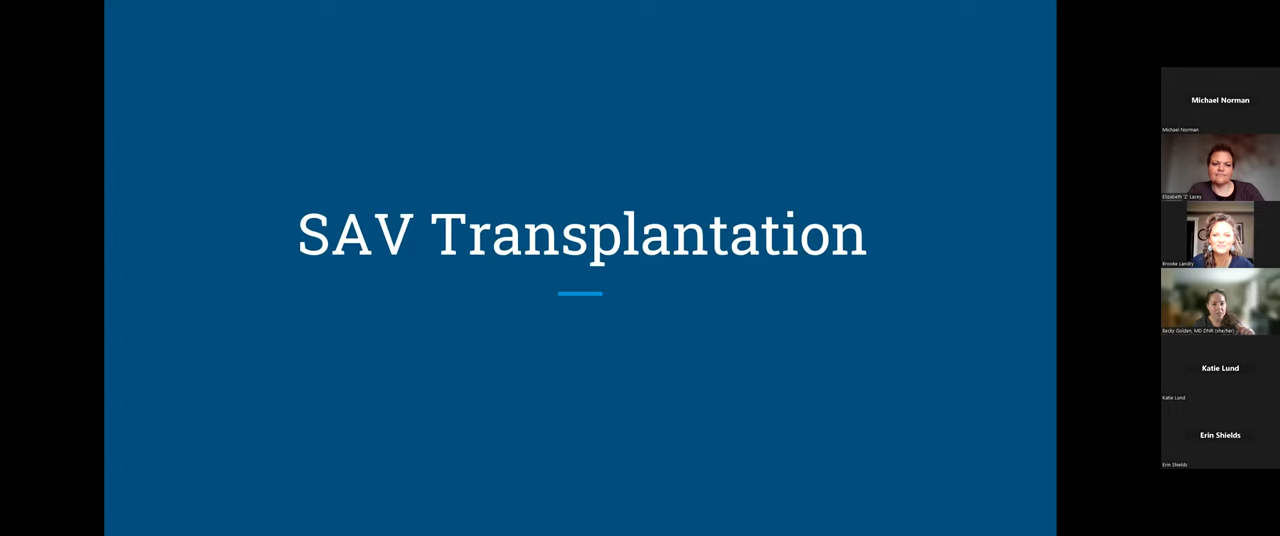 SAV Transplantation
Michael Norman
Michael Norman
Elizabeth 'Z' Lacey
Brooke Landry
Becky Golden, MD DNR (she/her)
Katie Lund
Katie Lund
Erin Shields
Erin Shields